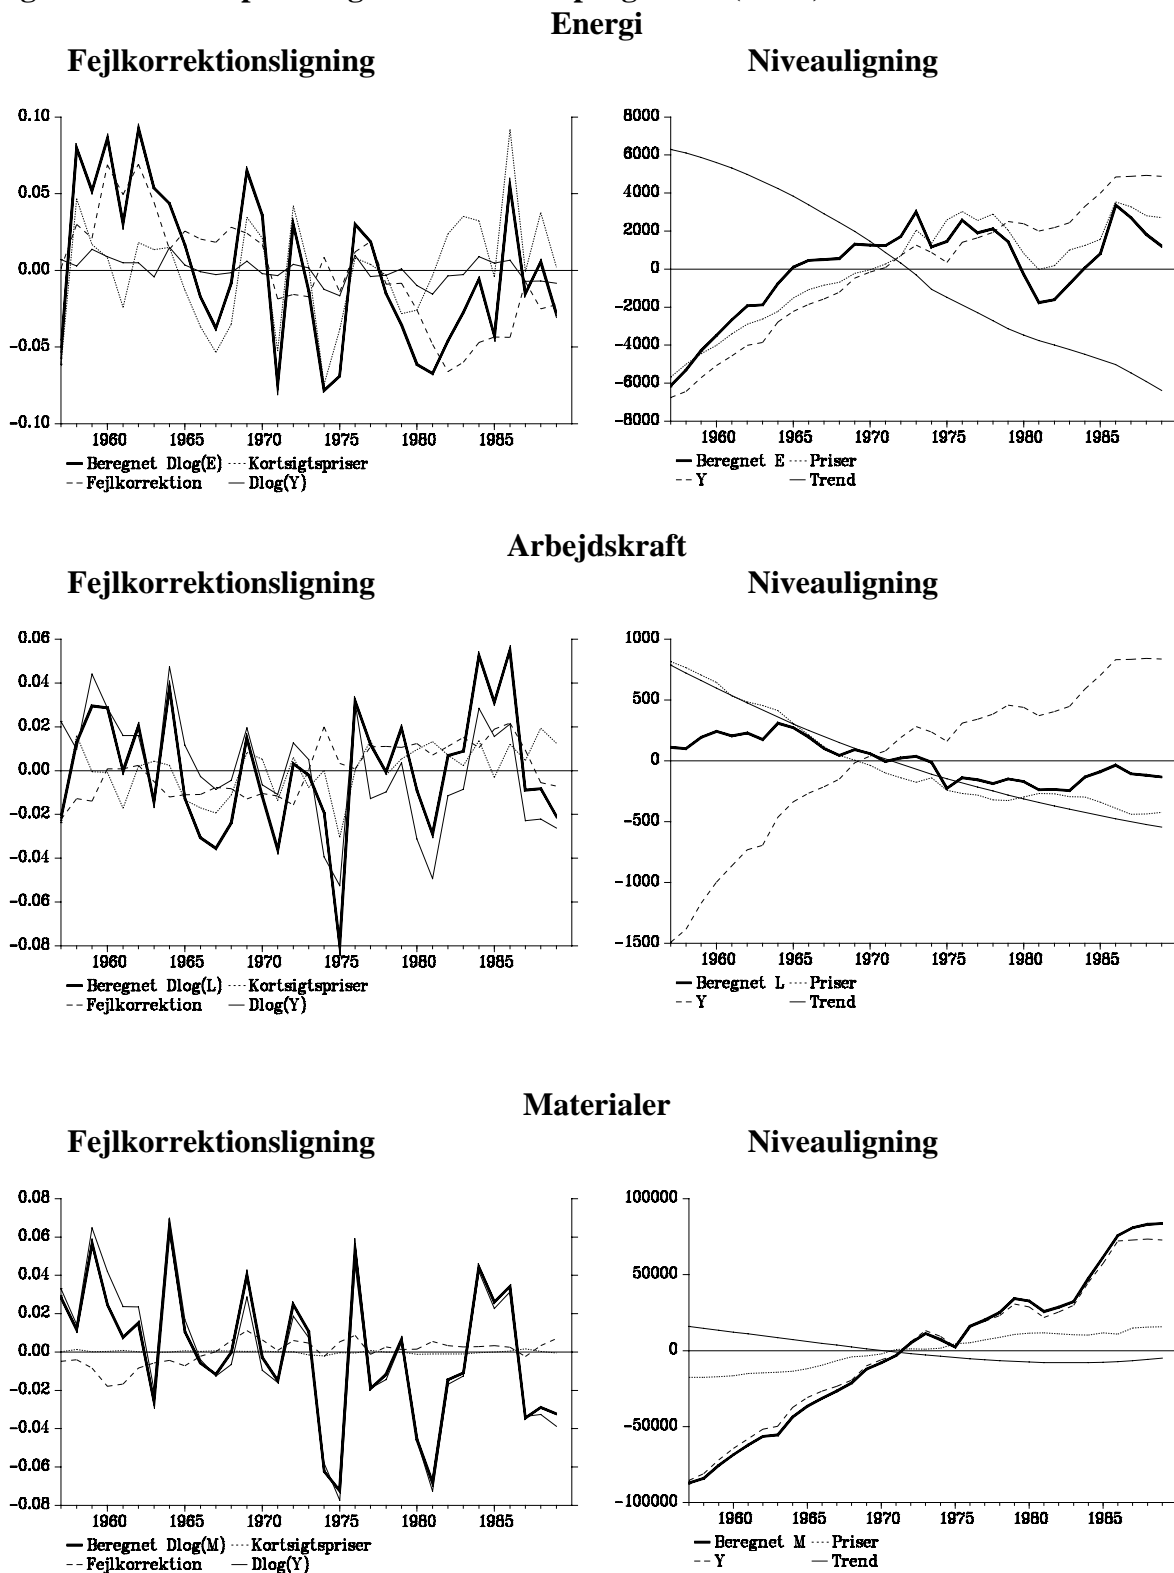 Energi
Fejlkorrektionsligning Niveauligning
0.10
0.05
0.00
-0.05
-0.10
1960 1965 1970 1975 1980 1985
Beregnet Dlog(E) Kortsigtspriser
Fejlkorrektion Dlog(Y)
8000
6000
4000
2000
0
-2000
-4000
-6000
-8000
1960 1965 1970 1975 1980 1985
Beregnet E Priser
Y Trend
Arbejdskraft
Fejlkorrektionsligning Niveauligning
0.06
0.04
0.02
0.00
-0.02
-0.04
-0.06
-0.08
1960 1965 1970 1975 1980 1985
Beregnet Dlog(L) Kortsigtspriser
Fejlkorrektion Dlog(Y)
1000
500
0
-500
-1000
-1500
1960 1965 1970 1975 1980 1985
Beregnet L Priser
Y Trend
Materialer
Fejlkorrektionsligning Niveauligning
0.08
0.06
0.04
0.02
0.00
-0.02
-0.04
-0.06
-0.08
1960 1965 1970 1975 1980 1985
Beregnet Dlog(M) Kortsigtspriser
Fejlkorrektion Dlog(Y)
100000
50000
0
-50000
-100000
1960 1965 1970 1975 1980 1985
Beregnet M Priser
Y Trend